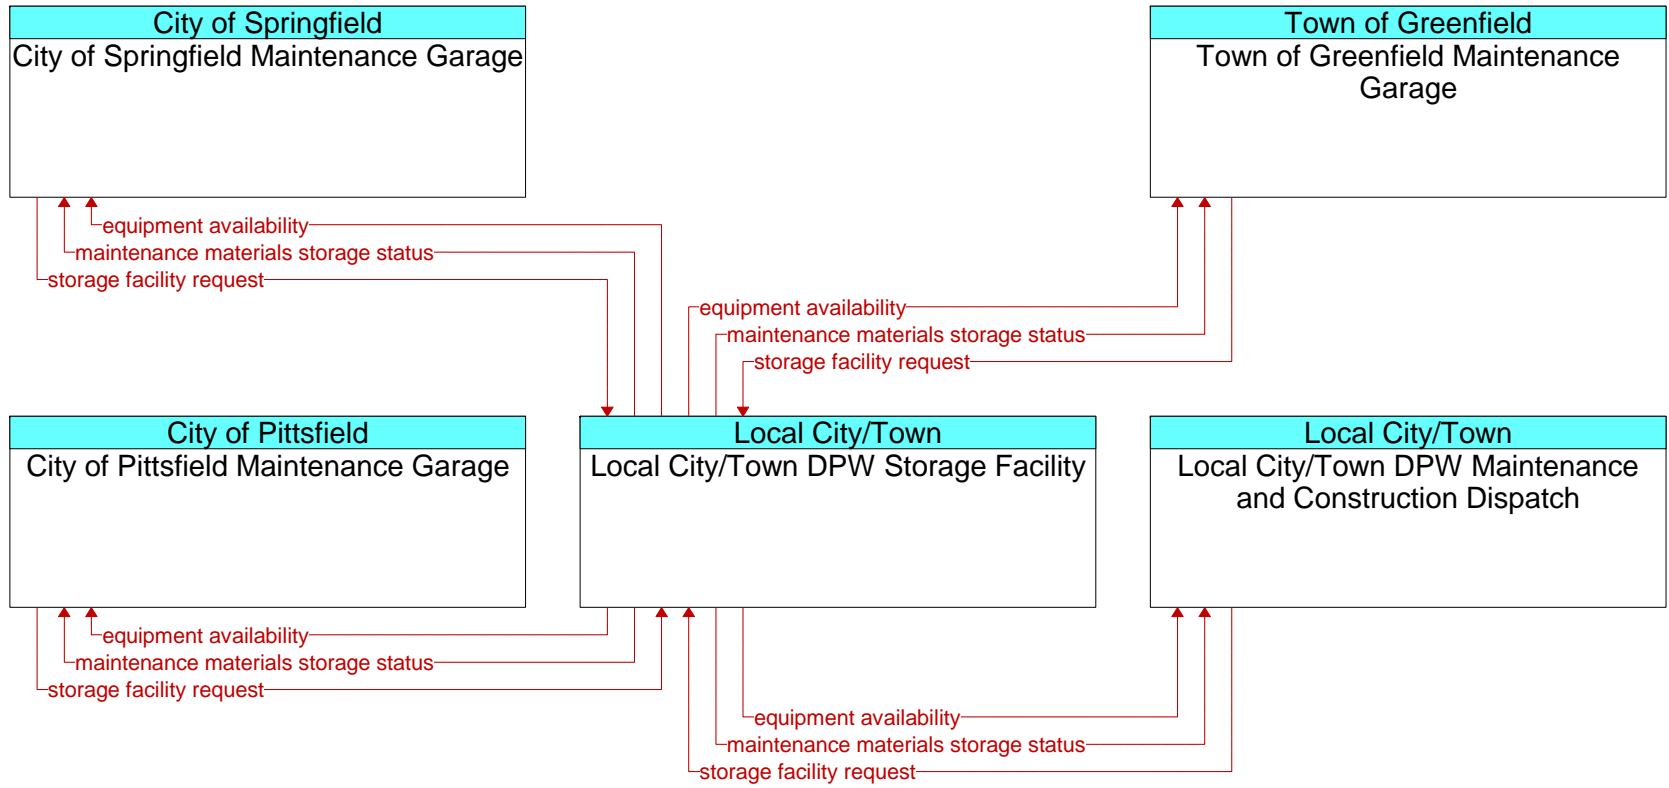 City of Springfield
City of Springfield Maintenance Garage
Town of Greenfield
Town of Greenfield Maintenance
Garage
equipment availability
maintenance materials storage status
storage facility request
equipment availability
maintenance materials storage status
storage facility request
City of Pittsfield
City of Pittsfield Maintenance Garage
Local City/Town
Local City/Town DPW Storage Facility
Local City/Town
Local City/Town DPW Maintenance
and Construction Dispatch
equipment availability
maintenance materials storage status
storage facility request
equipment availability
maintenance materials storage status
storage facility request